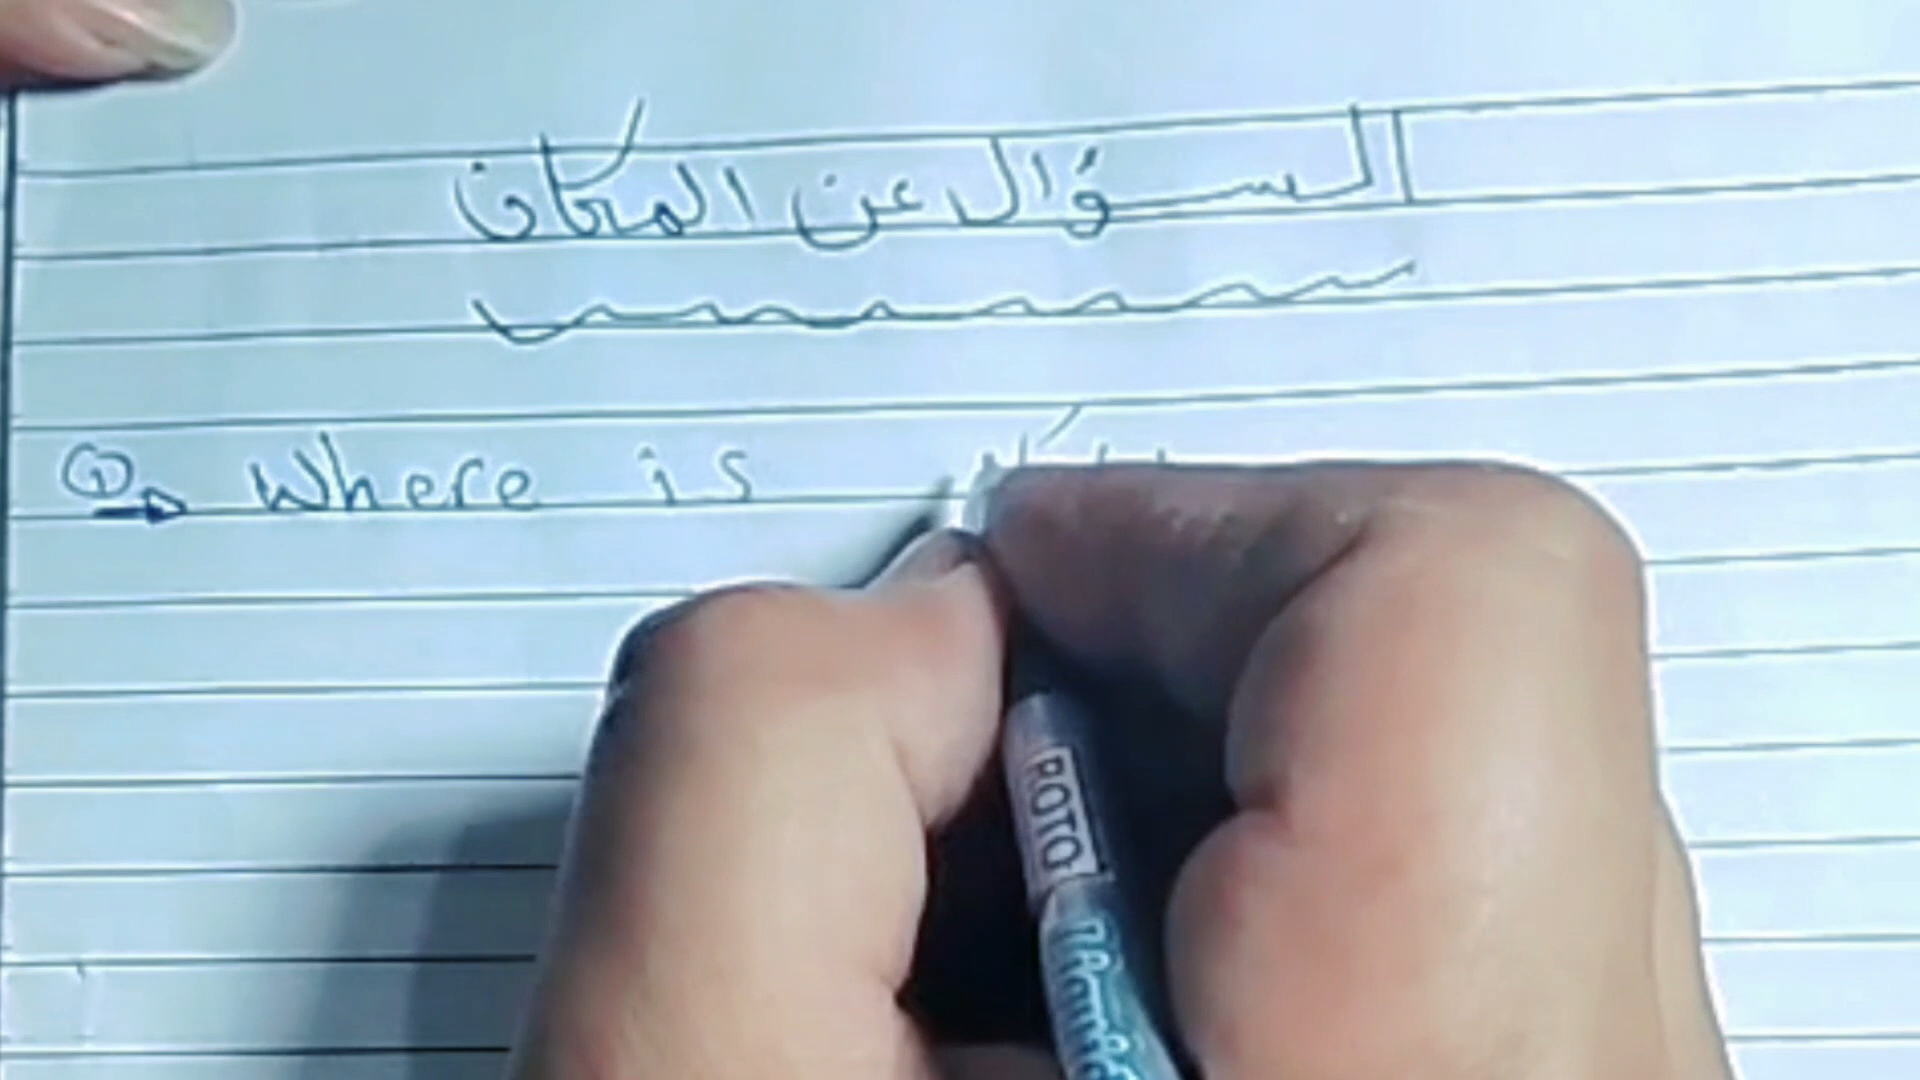 السؤال عن المكان
① Where is
ROTO